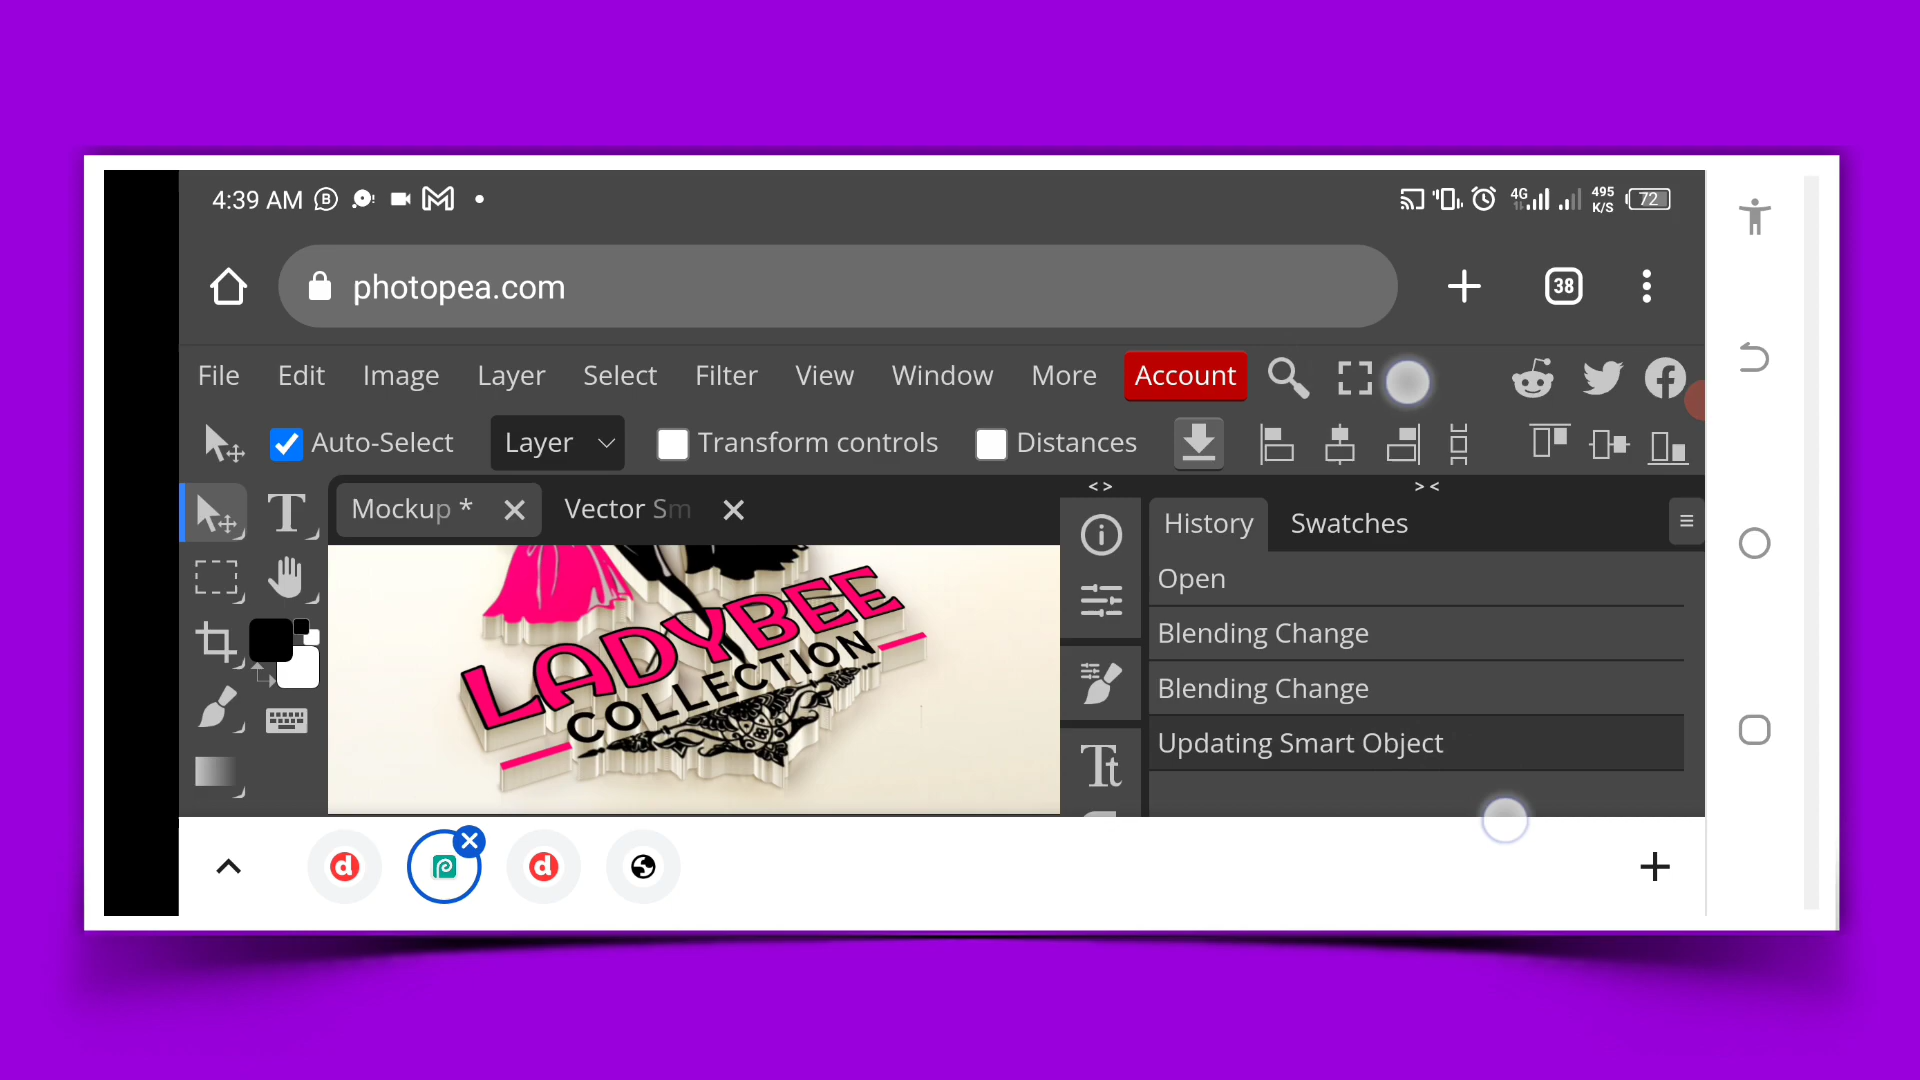 4:39 AM
4G
495
K/S
72
photopea.com
38
File Edit Image Layer Select Filter View Window More Account
Auto-Select Layer Transform controls Distances
Mockup * Vector Sm
< >
> <
History Swatches
Open
Blending Change
Blending Change
Updating Smart Object
LADYBEE
COLLECTION